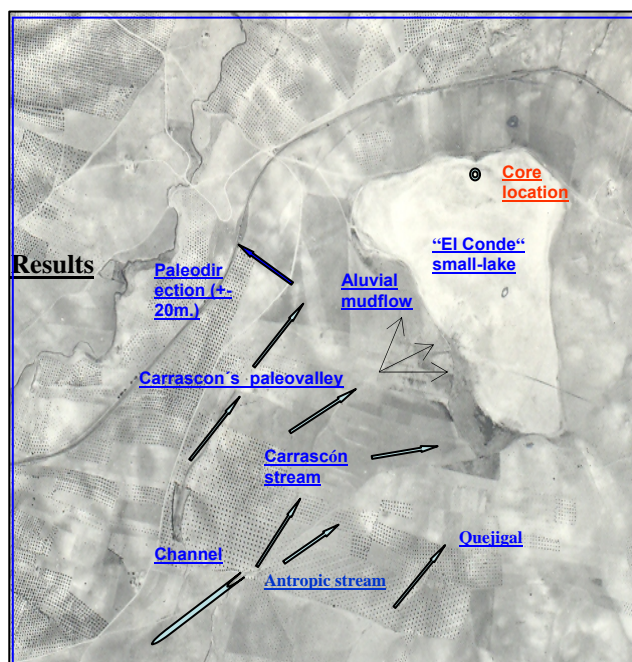 Core
location
“El Conde“
small-lake
Results
Paleodir
ection (+-
20m.)
Aluvial
mudflow
Carrascon´s paleovalley
Carrascón
stream
Channel
Quejigal
Antropic stream